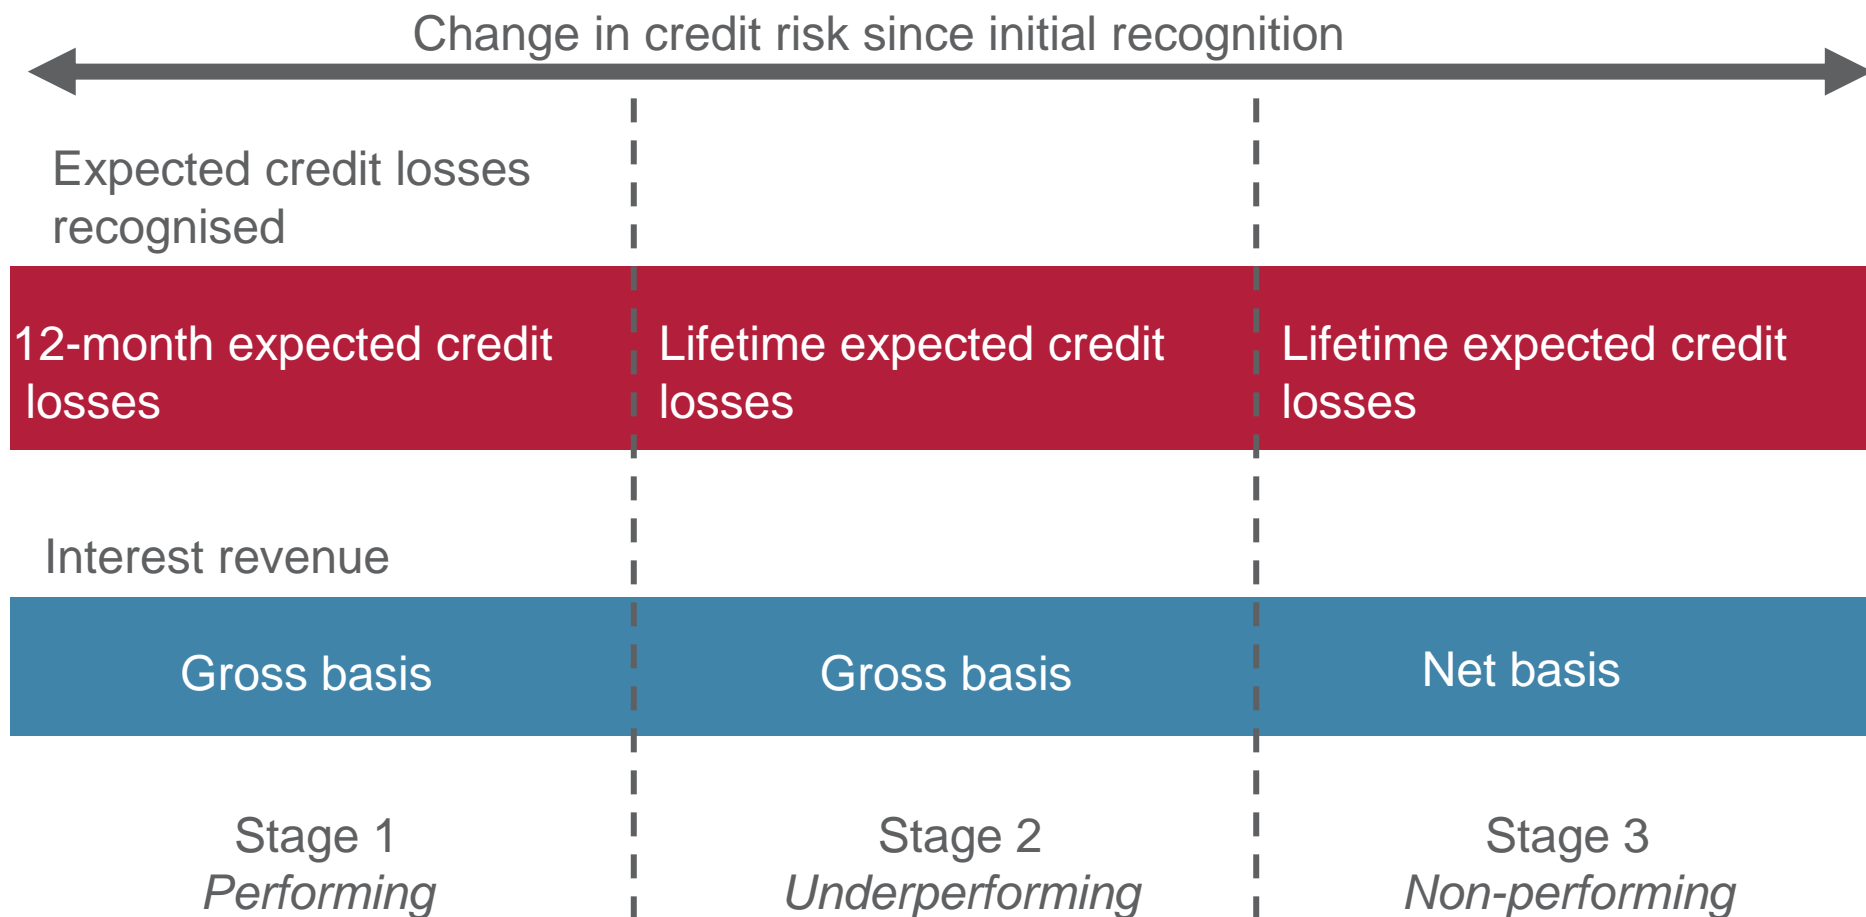 Change in credit risk since initial recognition
Expected credit losses
recognised
12-month expected credit
losses
Lifetime expected credit
losses
Lifetime expected credit
losses
Interest revenue
Gross basis
Gross basis
Net basis
Stage 1
Performing
Stage 2
Underperforming
Stage 3
Non-performing